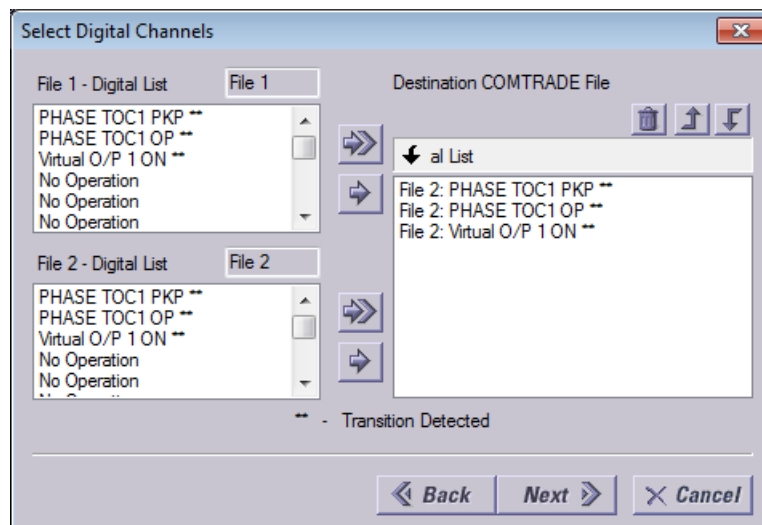 Select Digital Channels
File 1 - Digital List
File 1
Destination COMTRADE File
PHASE TOC1 PKP **
PHASE TOC1 OP **
Virtual O/P 1 ON **
No Operation
No Operation
No Operation
al List
File 2: PHASE TOC1 PKP **
File 2: PHASE TOC1 OP **
File 2: Virtual O/P 1 ON **
File 2 - Digital List
File 2
PHASE TOC1 PKP **
PHASE TOC1 OP **
Virtual O/P 1 ON **
No Operation
No Operation
** - Transition Detected
Back
Next
Cancel